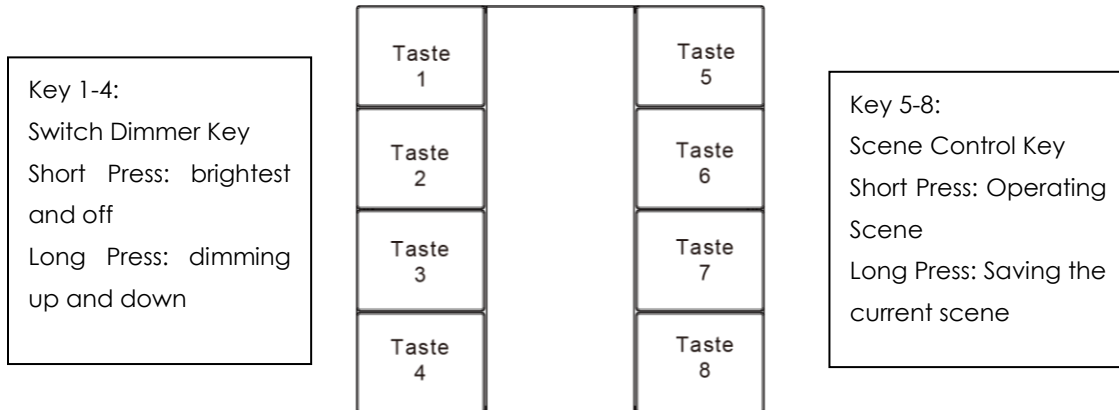 Key 1-4:
Switch Dimmer Key
Short Press: brightest
and off
Long Press: dimming
up and down
Taste
1
Taste
2
Taste
3
Taste
4
Taste
5
Taste
6
Taste
7
Taste
8
Key 5-8:
Scene Control Key
Short Press: Operating
Scene
Long Press: Saving the
current scene